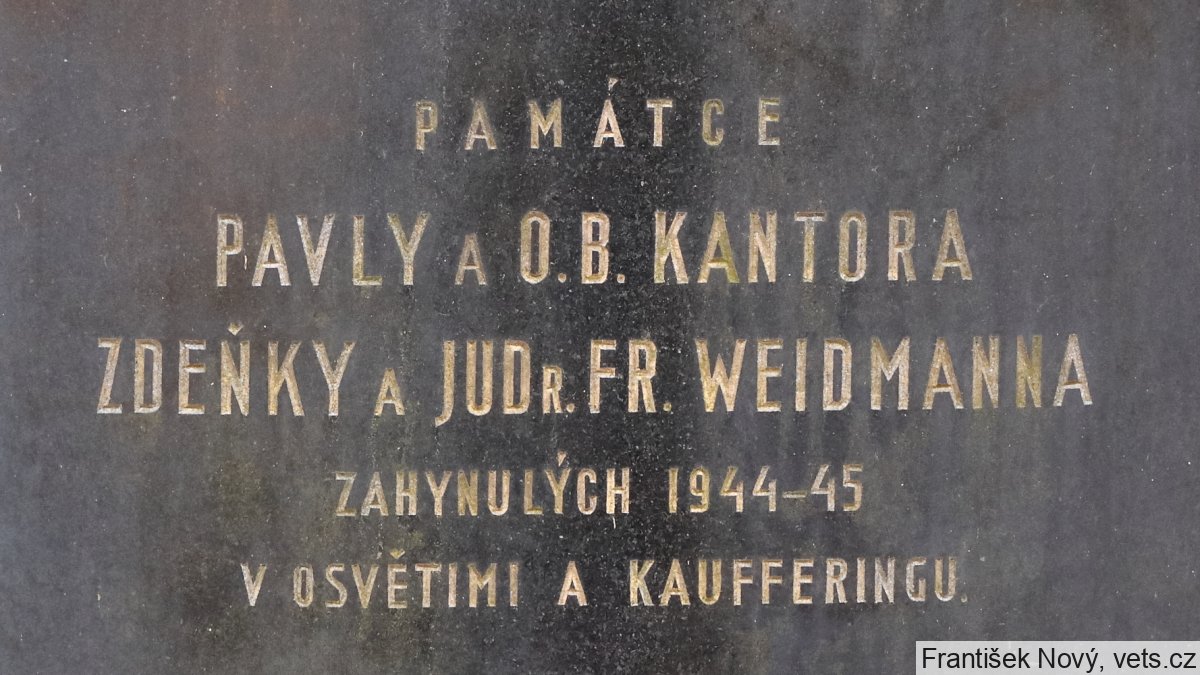 PAMÁTCE
PAVLY A O.B. KANTORA
ZDEŇKY A JUDR. FR. WEIDMANNA
ZAHYNULÝCH 1944-45
V OSVĚTIMI A KAUFFERINGU.
František Nový, vets.cz